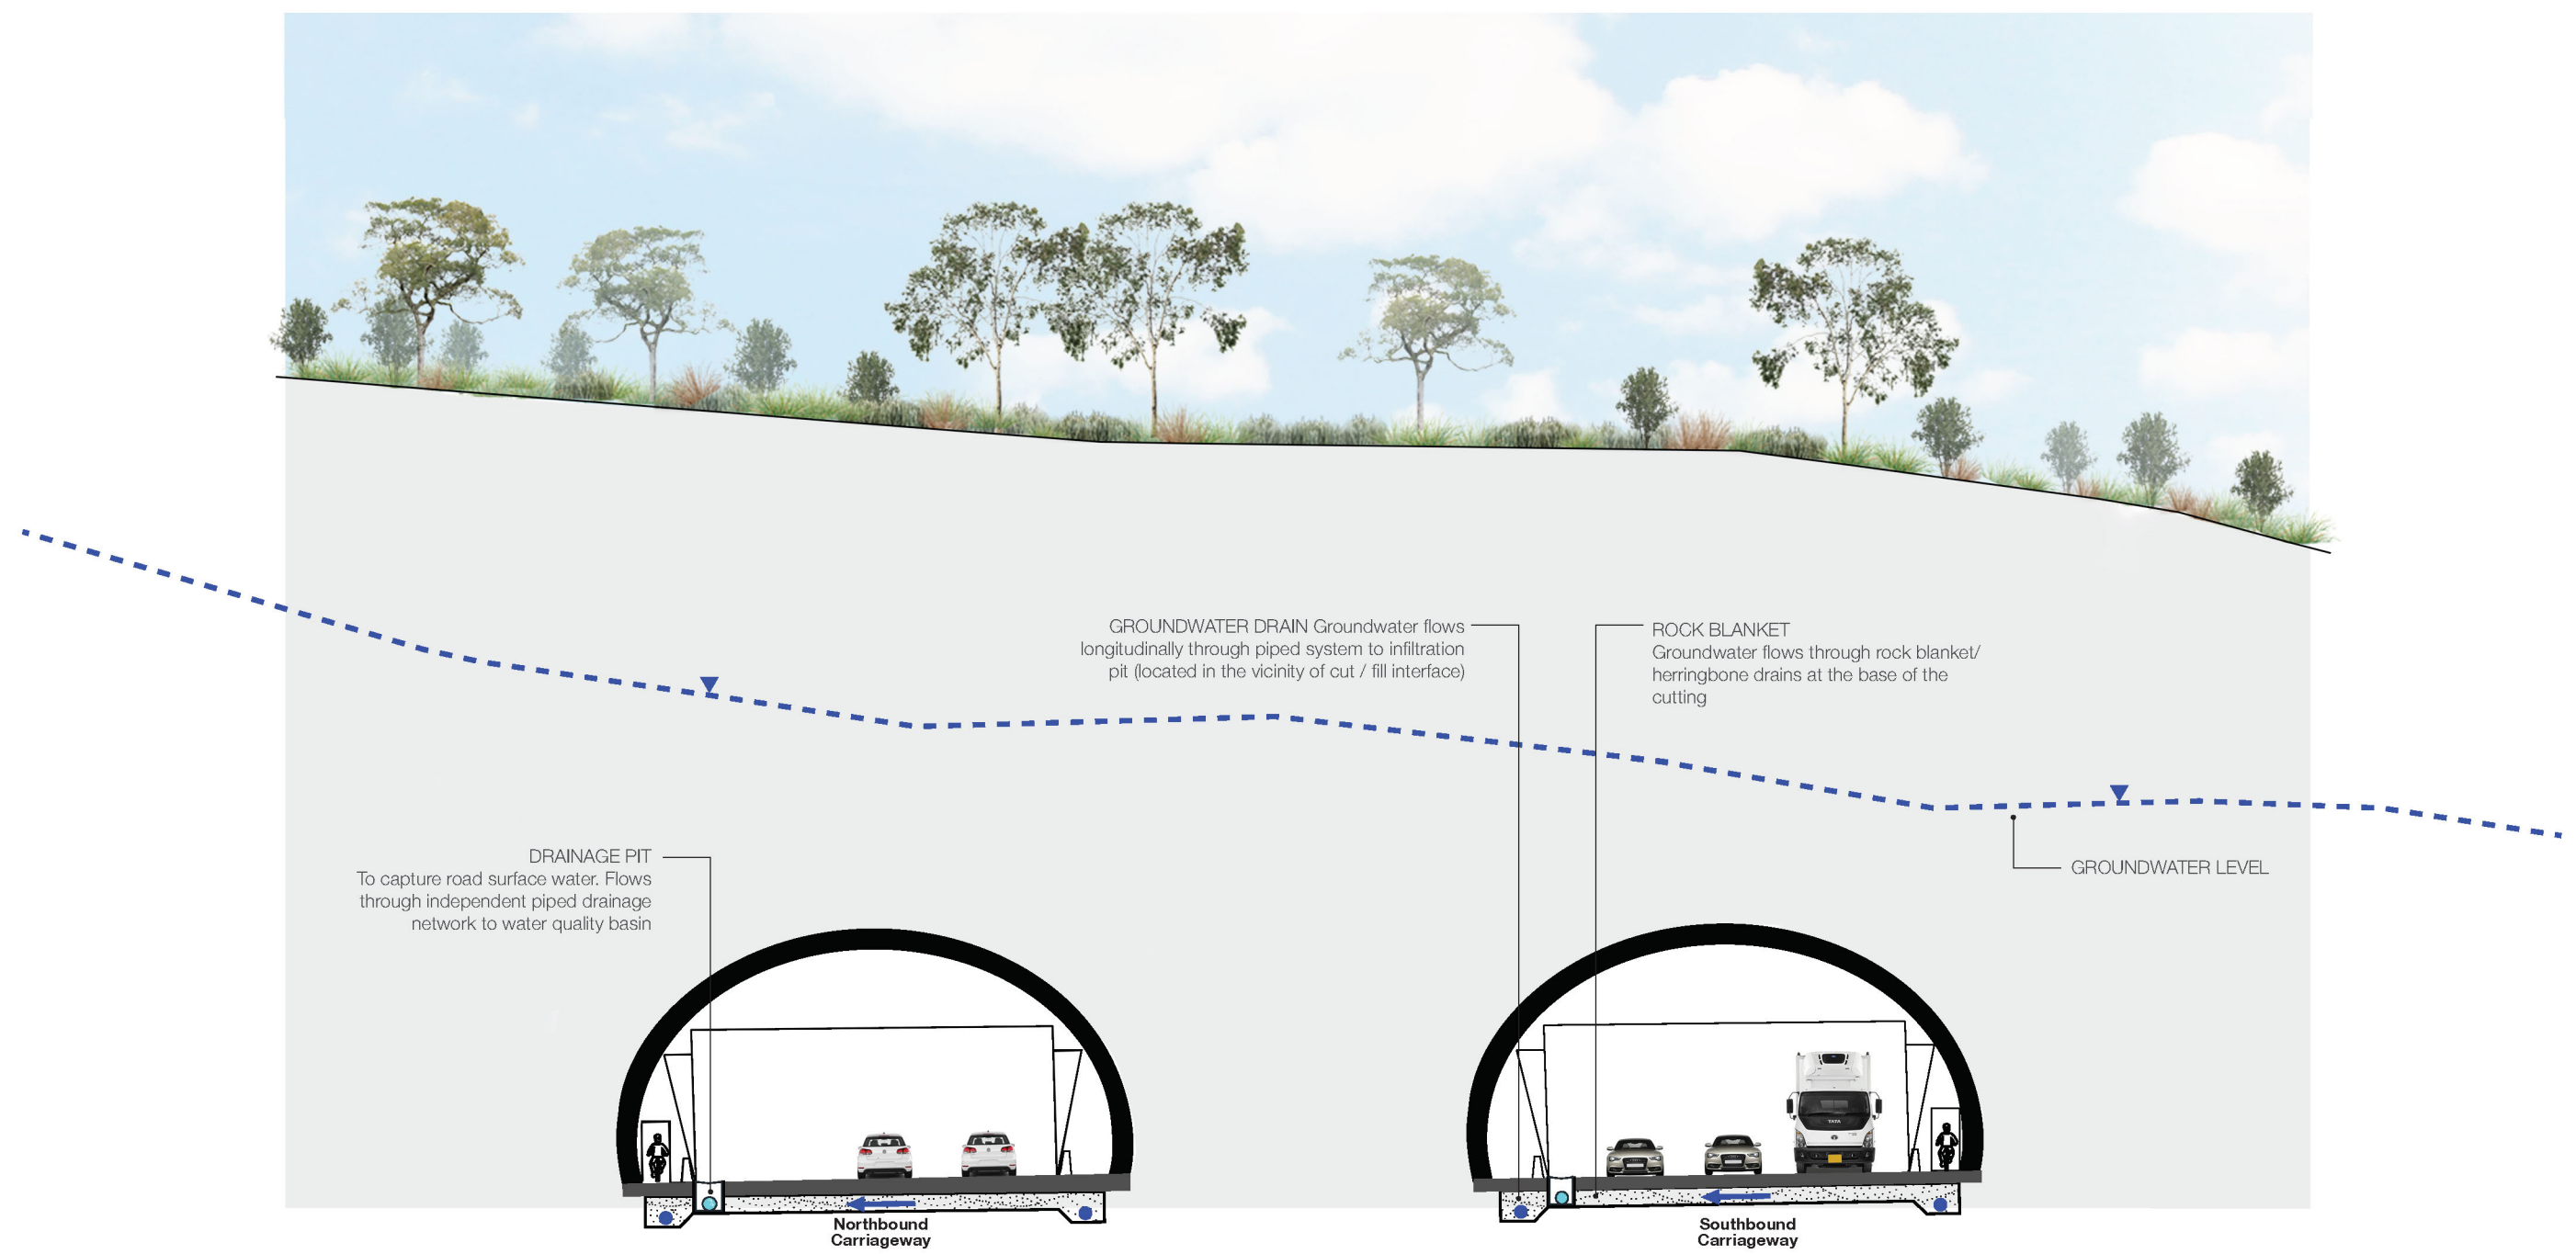 GROUNDWATER DRAIN Groundwater flows
longitudinally through piped system to infiltration
pit (located in the vicinity of cut / fill interface)
ROCK BLANKET
Groundwater flows through rock blanket/
herringbone drains at the base of the
cutting
DRAINAGE PIT
To capture road surface water. Flows
through independent piped drainage
network to water quality basin
GROUNDWATER LEVEL
TATA
Northbound
Carriageway
Southbound
Carriageway